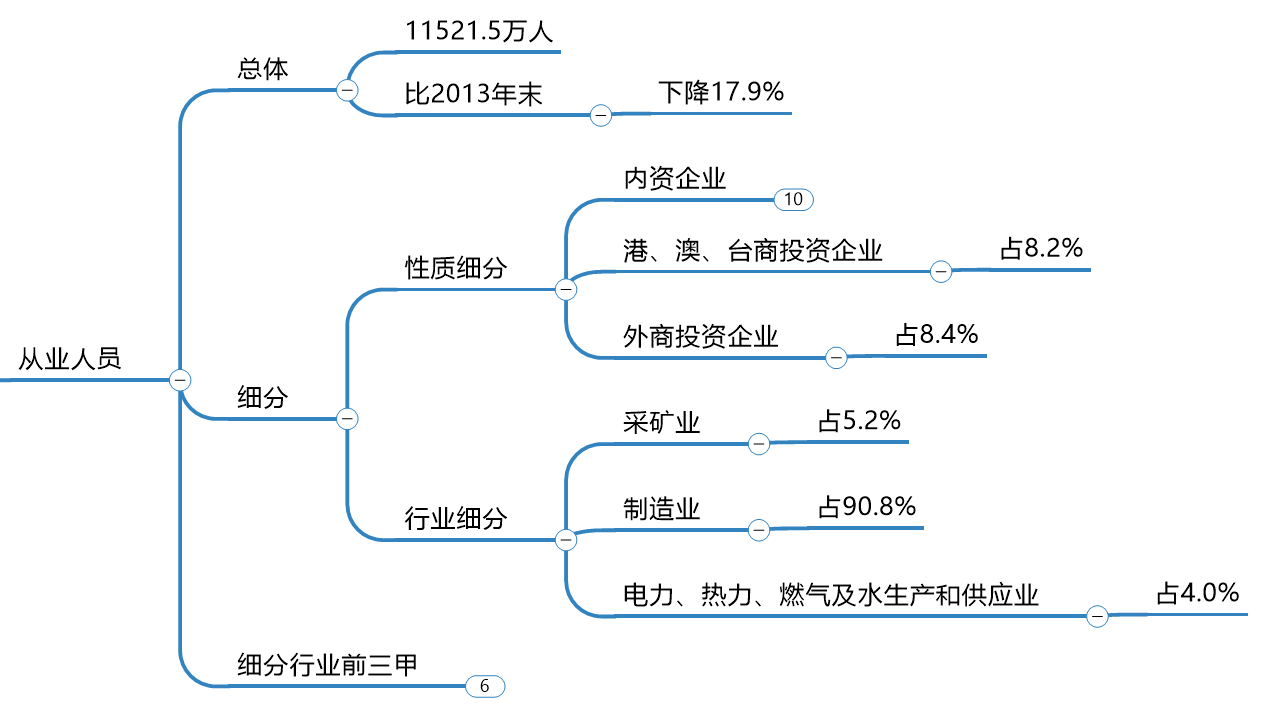 从业人员
总体
11521.5万人
比2013年末
下降17.9%
细分
性质细分
内资企业
10
港、澳、台商投资企业
占8.2%
外商投资企业
占8.4%
行业细分
采矿业
占5.2%
制造业
占90.8%
电力、热力、燃气及水生产和供应业
占4.0%
细分行业前三甲
6